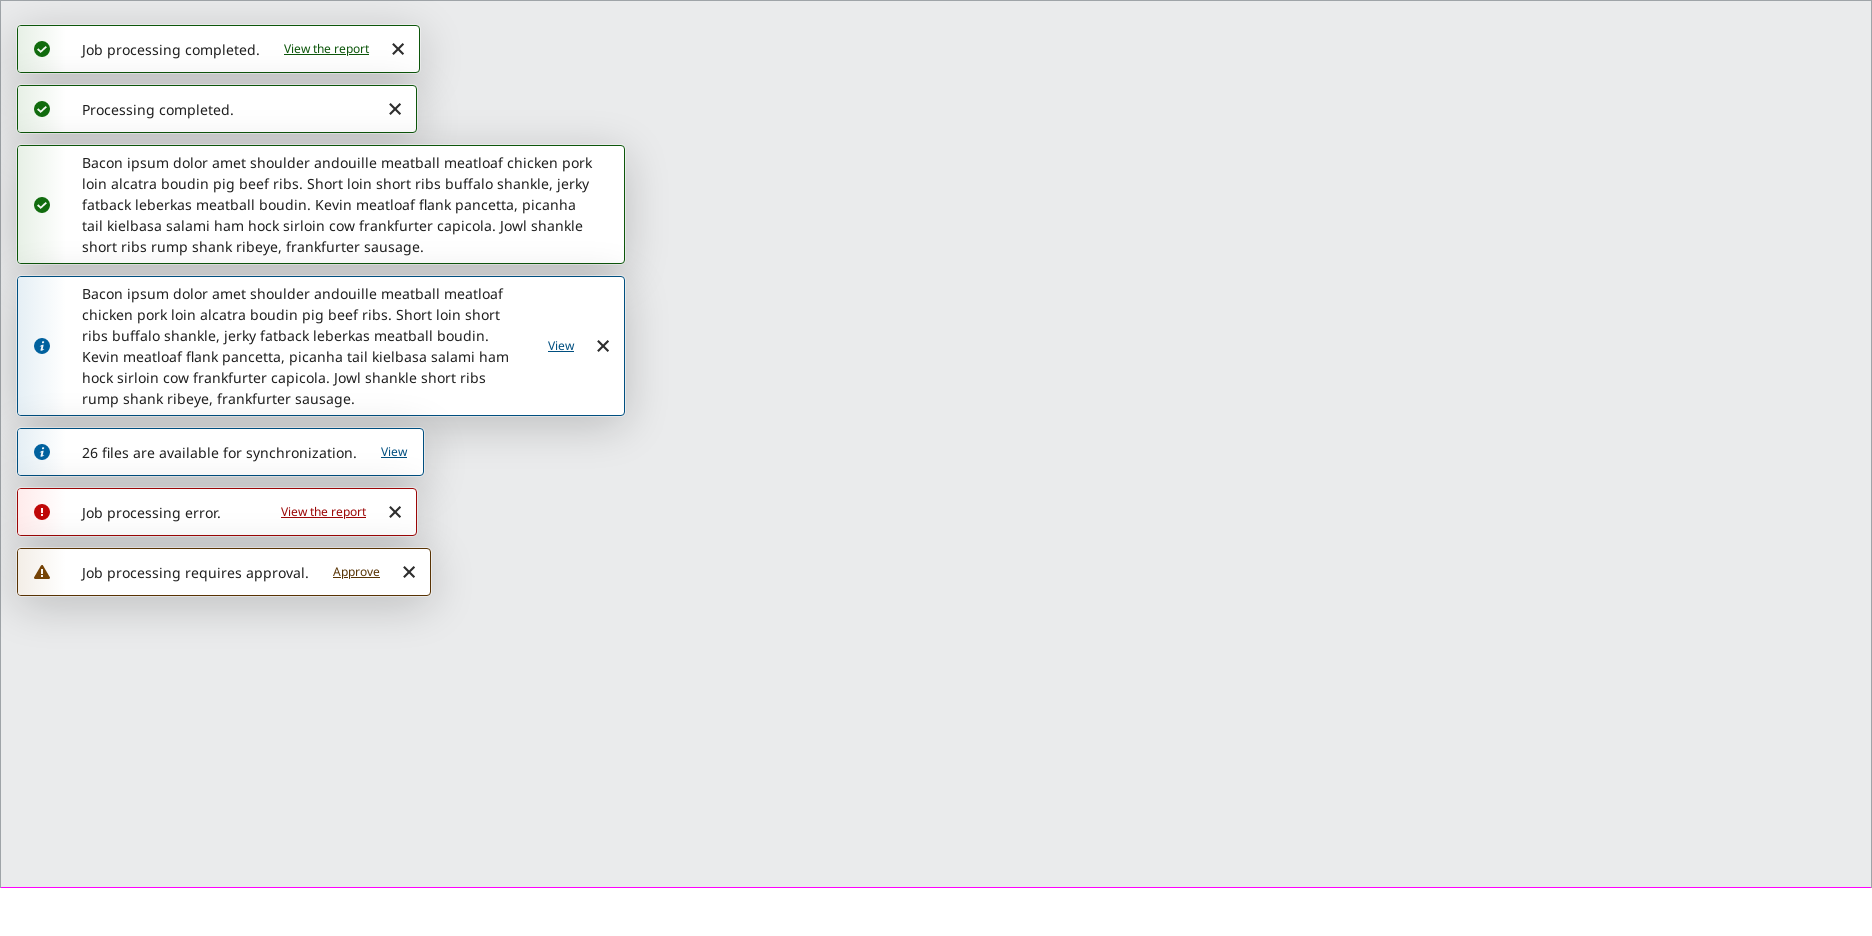 Job processing completed. View the report
Processing completed.
Bacon ipsum dolor amet shoulder andouille meatball meatloaf chicken pork
loin alcatra boudin pig beef ribs. Short loin short ribs buffalo shankle, jerky
fatback leberkas meatball boudin. Kevin meatloaf flank pancetta, picanha
tail kielbasa salami ham hock sirloin cow frankfurter capicola. Jowl shankle
short ribs rump shank ribeye, frankfurter sausage.
Bacon ipsum dolor amet shoulder andouille meatball meatloaf
chicken pork loin alcatra boudin pig beef ribs. Short loin short
ribs buffalo shankle, jerky fatback leberkas meatball boudin.
Kevin meatloaf flank pancetta, picanha tail kielbasa salami ham
hock sirloin cow frankfurter capicola. Jowl shankle short ribs
rump shank ribeye, frankfurter sausage.
View
26 files are available for synchronization. View
Job processing error. View the report
Job processing requires approval. Approve